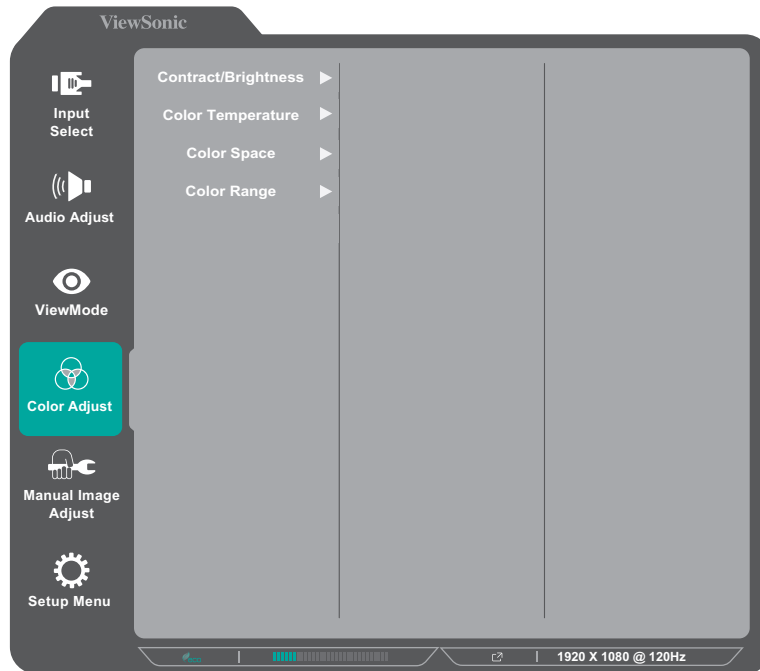 ViewSonic
Input
Select
Audio Adjust
ViewMode
Color Adjust
Manual Image
Adjust
Setup Menu
Contract/Brightness
Color Temperature
Color Space
Color Range
1920 X 1080 @ 120Hz